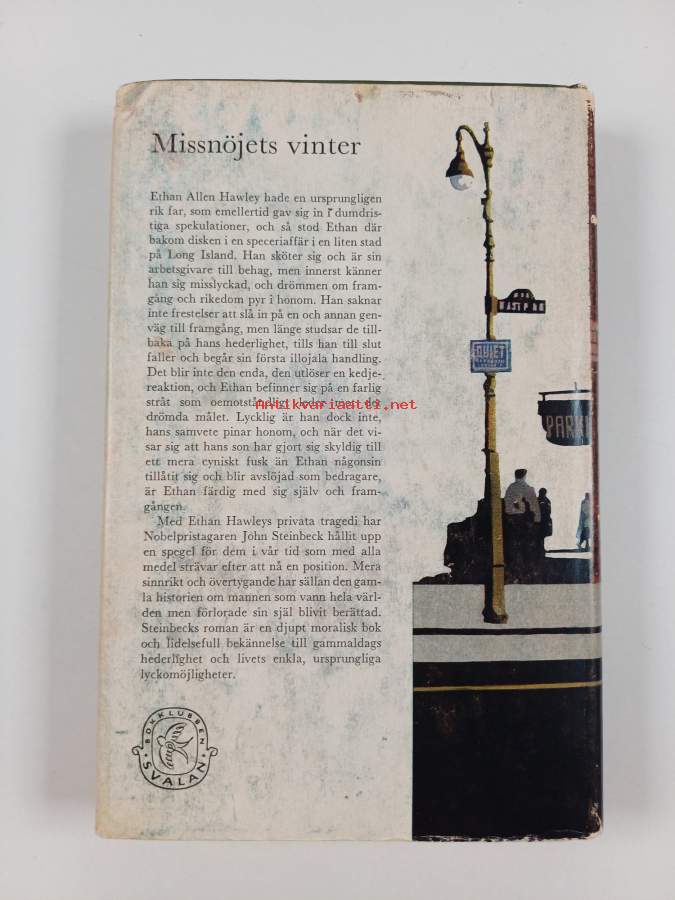 Missnöjets vinter
Ethan Allen Hawley hade en ursprungligen
rik far, som emellertid gav sig in i dumdris-
tiga spekulationer, och så stod Ethan där
bakom disken i en speceriaffär i en liten stad
på Long Island. Han sköter sig och är sin
arbetsgivare till behag, men innerst känner
han sig misslyckad, och drömmen om fram-
gång och rikedom pyr i honom. Han saknar
inte frestelser att slå in på en och annan gen-
väg till framgång, men länge studsar de till-
baka på hans hederlighet, tills han till slut
faller och begår sin första illojala handling.
Det blir inte den enda, den utlöser en kedje-
reaktion, och Ethan befinner sig på en farlig
stråt som oemotståndligt leder mot det
drömda målet. Lycklig är han dock inte,
hans samvete pinar honom, och när det vi-
sar sig att hans son har gjort sig skyldig till
ett mera cyniskt fusk än Ethan någonsin
tillåtit sig och blir avslöjad som bedragare,
är Ethan färdig med sig själv och fram-
gången.
Med Ethan Hawleys privata tragedi har
Nobelpristagaren John Steinbeck hållit upp
en spegel för dem i vår tid som med alla
medel strävar efter att nå en position. Mera
sinnrikt och övertygande har sällan den gam-
la historien om mannen som vann hela värl-
den men förlorade sin själ blivit berättad.
Steinbecks roman är en djupt moralisk bok
och lidelsefull bekännelse till gammaldags
hederlighet och livets enkla, ursprungliga
lyckomöjligheter.
BOKKLUBBEN
SVALAN
QUIET
PARK
Antikvariaatti.net